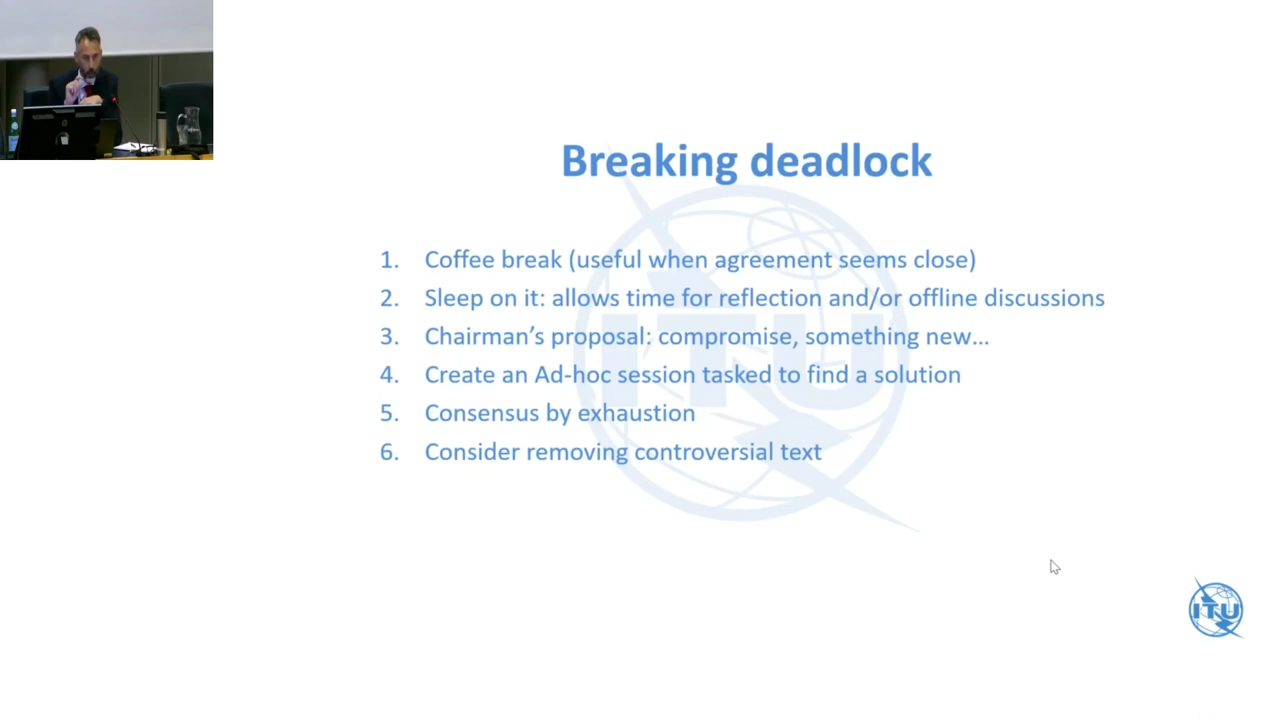 Breaking deadlock
1. Coffee break (useful when agreement seems close)
2. Sleep on it: allows time for reflection and/or offline discussions
3. Chairman’s proposal: compromise, something new…
4. Create an Ad-hoc session tasked to find a solution
5. Consensus by exhaustion
6. Consider removing controversial text
ITU
ITU